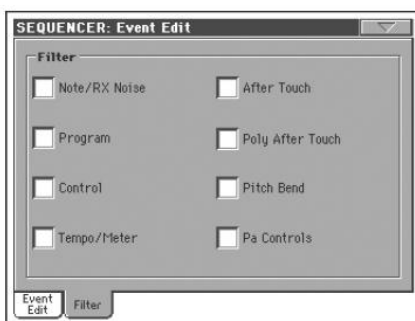 SEQUENCER: Event Edit
Filter
Note/RX Noise
After Touch
Program
Poly After Touch
Control
Pitch Bend
Tempo/Meter
Pa Controls
Event
Edit
Filter